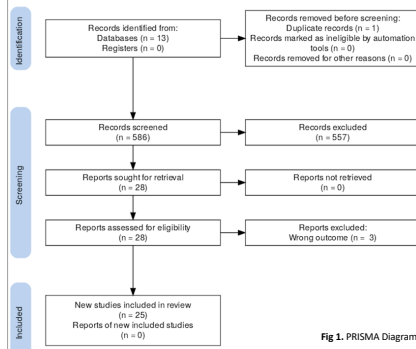 Identification
Records identified from:
Databases (n = 13)
Registers (n = 0)
Records removed before screening:
Duplicate records (n = 1)
Records marked as ineligible by automation
tools (n = 0)
Records removed for other reasons (n = 0)
Screening
Records screened
(n = 586)
Records excluded
(n = 557)
Reports sought for retrieval
(n = 28)
Reports not retrieved
(n = 0)
Reports assessed for eligibility
(n = 28)
Reports excluded:
Wrong outcome (n = 3)
Included
New studies included in review
(n = 25)
Reports of new included studies
(n = 0)
Fig 1. PRISMA Diagram